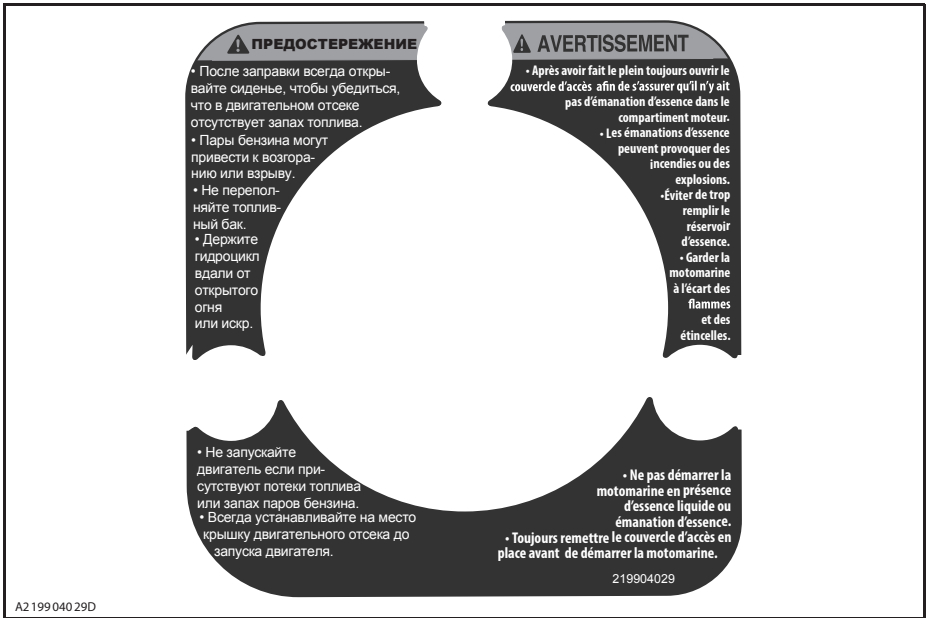 ПРЕДОСТЕРЕЖЕНИЕ
• После заправки всегда откры-
вайте сиденье, чтобы убедиться,
что в двигательном отсеке
отсутствует запах топлива.
• Пары бензина могут
привести к возгора-
нию или взрыву.
• Не перепол-
няйте топлив-
ный бак.
• Держите
гидроцикл
вдали от
открытого
огня
или искр.
• Не запускайте
двигатель если при-
сутствуют потеки топлива
или запах паров бензина.
• Всегда устанавливайте на место
крышку двигательного отсека до
запуска двигателя.
AVERTISSEMENT
• Après avoir fait le plein toujours ouvrir le
couvercle d'accès afin de s'assurer qu'il n'y ait
pas d'émanation d'essence dans le
compartiment moteur.
• Les émanations d'essence
peuvent provoquer des
incendies ou des
explosions.
•Éviter de trop
remplir le
réservoir
d'essence.
• Garder la
motomarine
à l'écart des
flammes
et des
étincelles.
• Ne pas démarrer la
motomarine en présence
d'essence liquide ou
émanation d'essence.
• Toujours remettre le couvercle d'accès en
place avant de démarrer la motomarine.
219904029
A219904029D